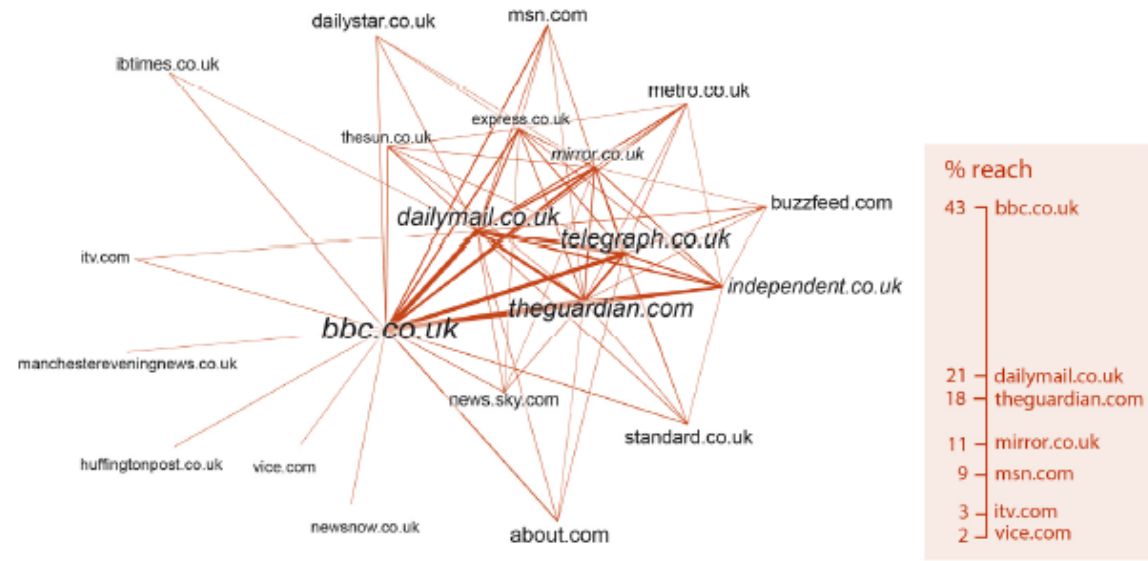 msn.com
dailystar.co.uk
ibtimes.co.uk
metro.co.uk
express.co.uk
thesun.co.uk
mirror.co.uk
buzzfeed.com
dailymail.co.uk
telegraph.co.uk
itv.com
independent.co.uk
theguardian.com
bbc.co.uk
manchestereveningnews.co.uk
news.sky.com
standard.co.uk
huffingtonpost.co.uk
vice.com
newsnow.co.uk
about.com
% reach
43 bbc.co.uk
21 dailymail.co.uk
18 theguardian.com
11 mirror.co.uk
9 msn.com
3 itv.com
2 vice.com